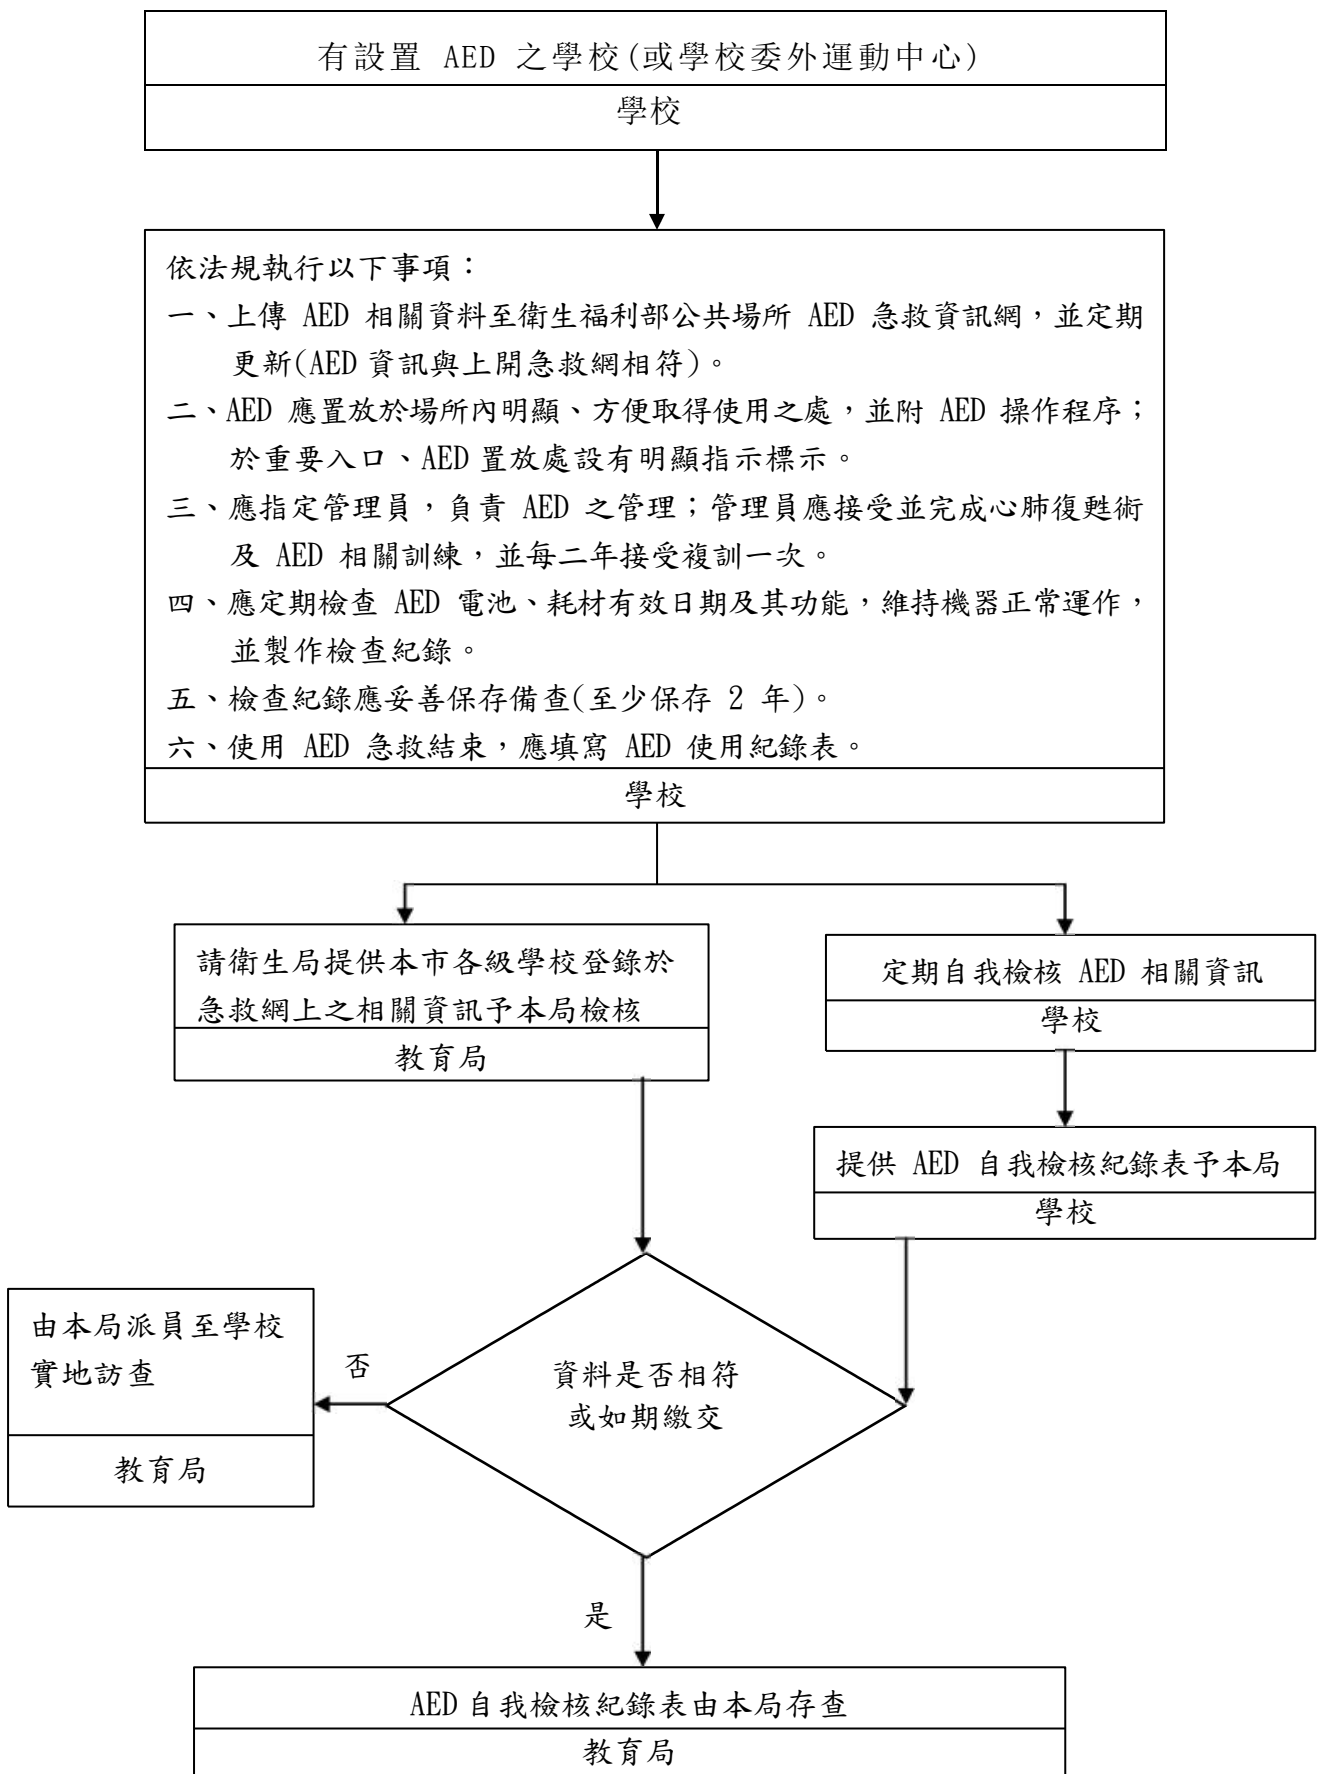 有設置 AED 之學校(或學校委外運動中心)
學校
依法規執行以下事項：
一、上傳 AED 相關資料至衛生福利部公共場所 AED 急救資訊網，並定期
更新(AED 資訊與上開急救網相符)。
二、AED 應置放於場所內明顯、方便取得使用之處，並附 AED 操作程序；
於重要入口、AED 置放處設有明顯指示標示。
三、應指定管理員，負責 AED 之管理；管理員應接受並完成心肺復甦術
及 AED 相關訓練，並每二年接受複訓一次。
四、應定期檢查 AED 電池、耗材有效日期及其功能，維持機器正常運作，
並製作檢查紀錄。
五、檢查紀錄應妥善保存備查(至少保存 2 年)。
六、使用 AED 急救結束，應填寫 AED 使用紀錄表。
學校
請衛生局提供本市各級學校登錄於
急救網上之相關資訊予本局檢核
教育局
定期自我檢核 AED 相關資訊
學校
提供 AED 自我檢核紀錄表予本局
學校
由本局派員至學校
實地訪查
教育局
否
資料是否相符
或如期繳交
是
AED 自我檢核紀錄表由本局存查
教育局